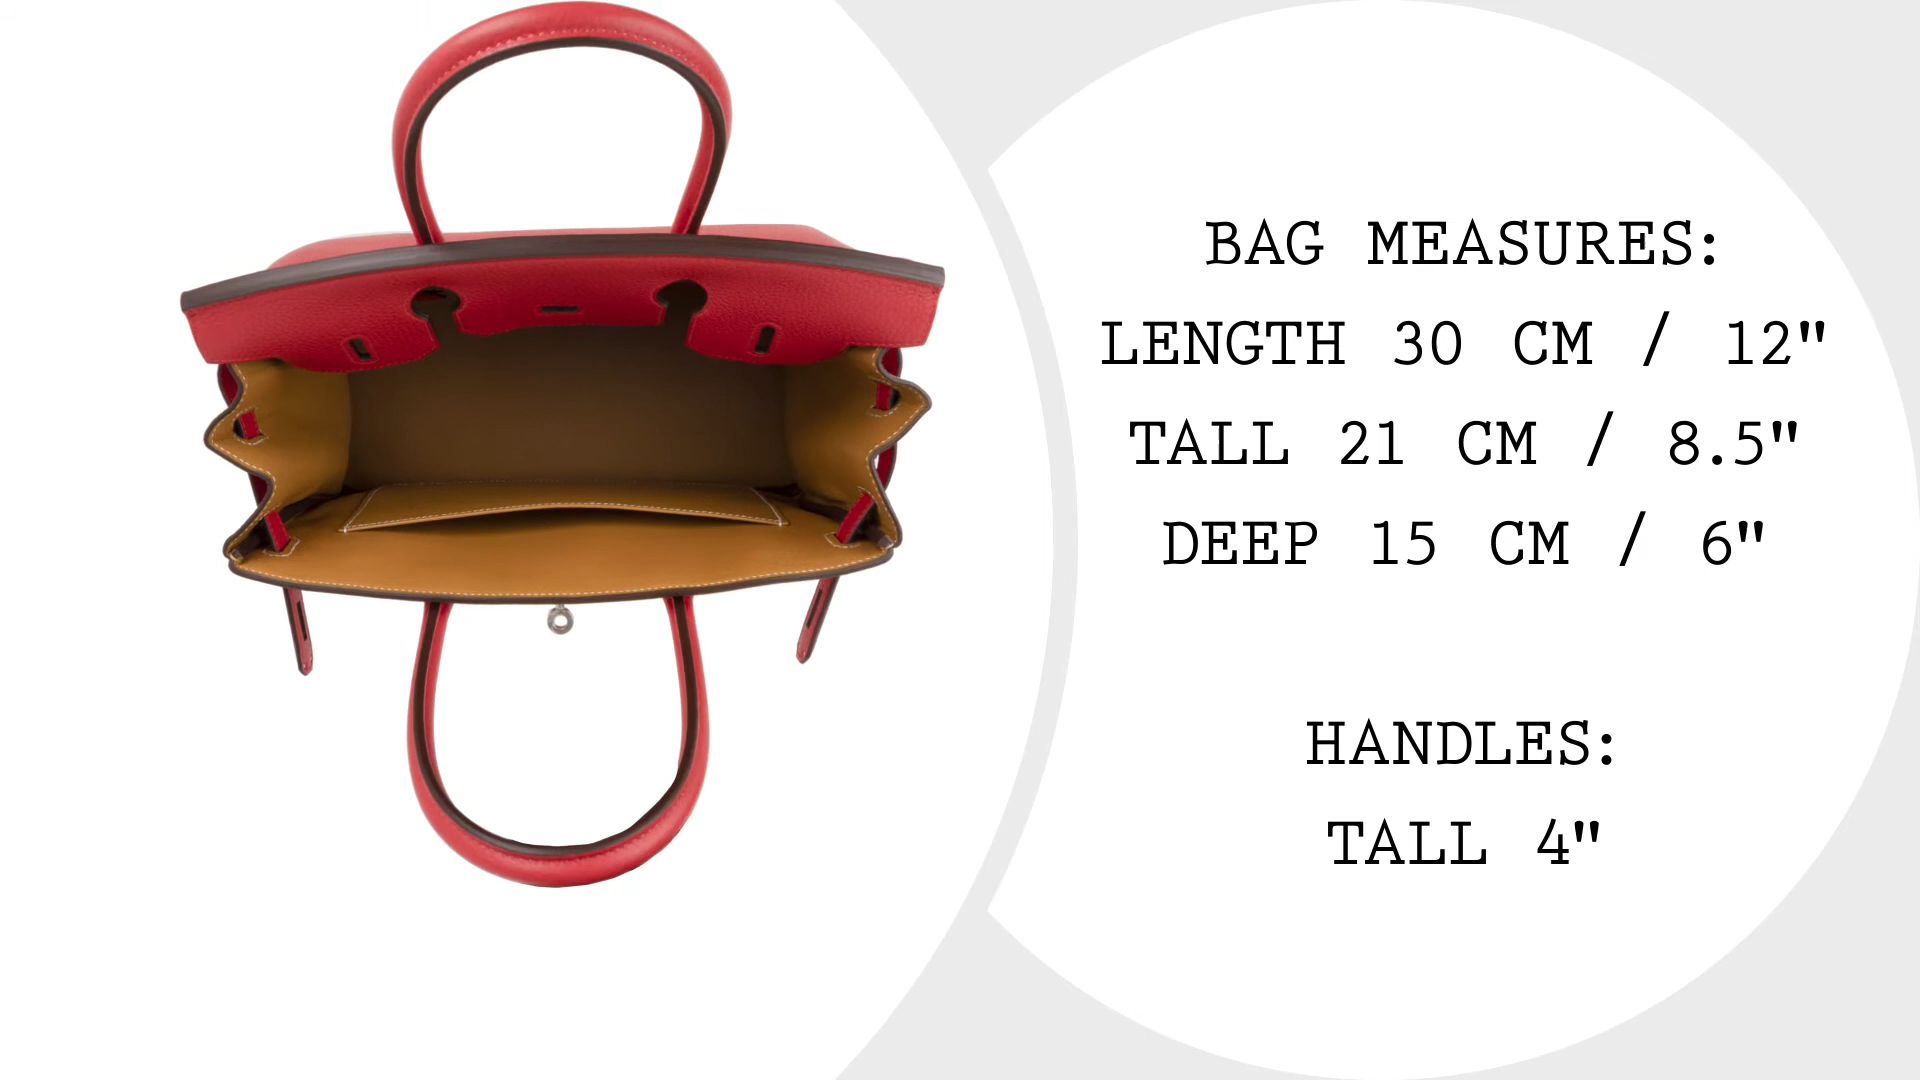 BAG MEASURES:
LENGTH 30 CM / 12"
TALL 21 CM / 8.5"
DEEP 15 CM / 6"
HANDLES:
TALL 4"